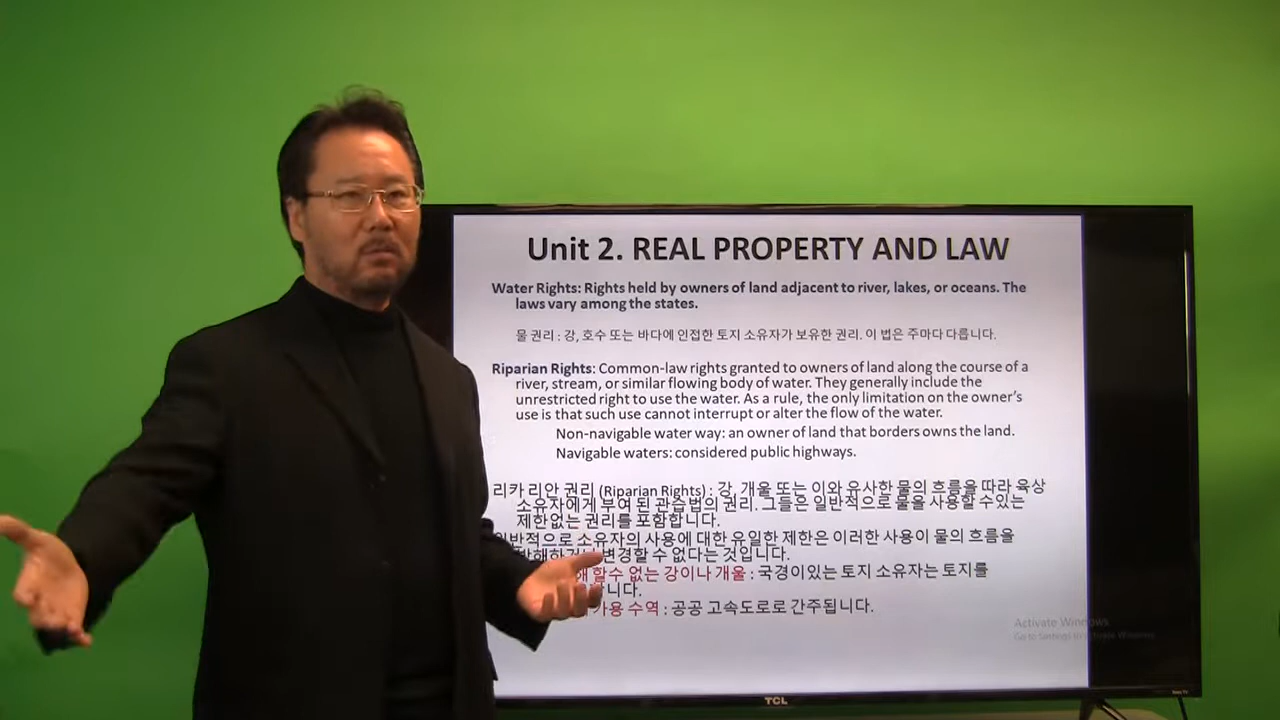 Unit 2. REAL PROPERTY AND LAW
Water Rights: Rights held by owners of land adjacent to river, lakes, or oceans. The
laws vary among the states.
물 권리 : 강, 호수 또는 바다에 인접한 토지 소유자가 보유한 권리. 이 법은 주마다 다릅니다.
Riparian Rights: Common-law rights granted to owners of land along the course of a
river, stream, or similar flowing body of water. They generally include the
unrestricted right to use the water. As a rule, the only limitation on the owner's
use is that such use cannot interrupt or alter the flow of the water.
Non-navigable water way: an owner of land that borders owns the land.
Navigable waters: considered public highways.
리카 리안 권리 (Riparian Rights) : 강, 개울 또는 이와 유사한 물의 흐름을 따라 육상
소유자에게 부여 된 관습법의 권리. 그들은 일반적으로 물을 사용할 수있는
제한없는 권리를 포함합니다.
일반적으로 소유자의 사용에 대한 유일한 제한은 이러한 사용이 물의 흐름을
변경할 수 없다는 것입니다.
할수 없는 강이나 개울 : 국경이있는 토지 소유자는 토지를
가용 수역 : 공공 고속도로로 간주됩니다.
Activate Windows
Go to Settings to activate Windows.
TCL